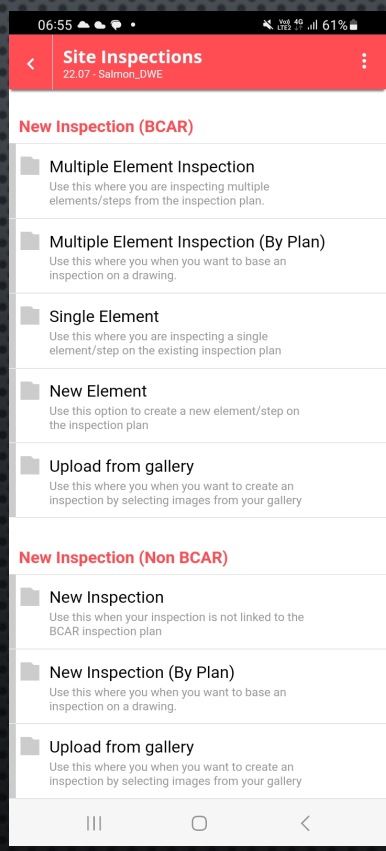 06:55
Vo)) 4G LTE2 61%
Site Inspections
22.07 - Salmon_DWE
New Inspection (BCAR)
Multiple Element Inspection
Use this where you are inspecting multiple
elements/steps from the inspection plan.
Multiple Element Inspection (By Plan)
Use this where you when you want to base an
inspection on a drawing.
Single Element
Use this where you are inspecting a single
element/step on the existing inspection plan
New Element
Use this option to create a new element/step on
the inspection plan
Upload from gallery
Use this where you when you want to create an
inspection by selecting images from your gallery
New Inspection (Non BCAR)
New Inspection
Use this when your inspection is not linked to the
BCAR inspection plan
New Inspection (By Plan)
Use this where you when you want to base an
inspection on a drawing.
Upload from gallery
Use this where you when you want to create an
inspection by selecting images from your gallery